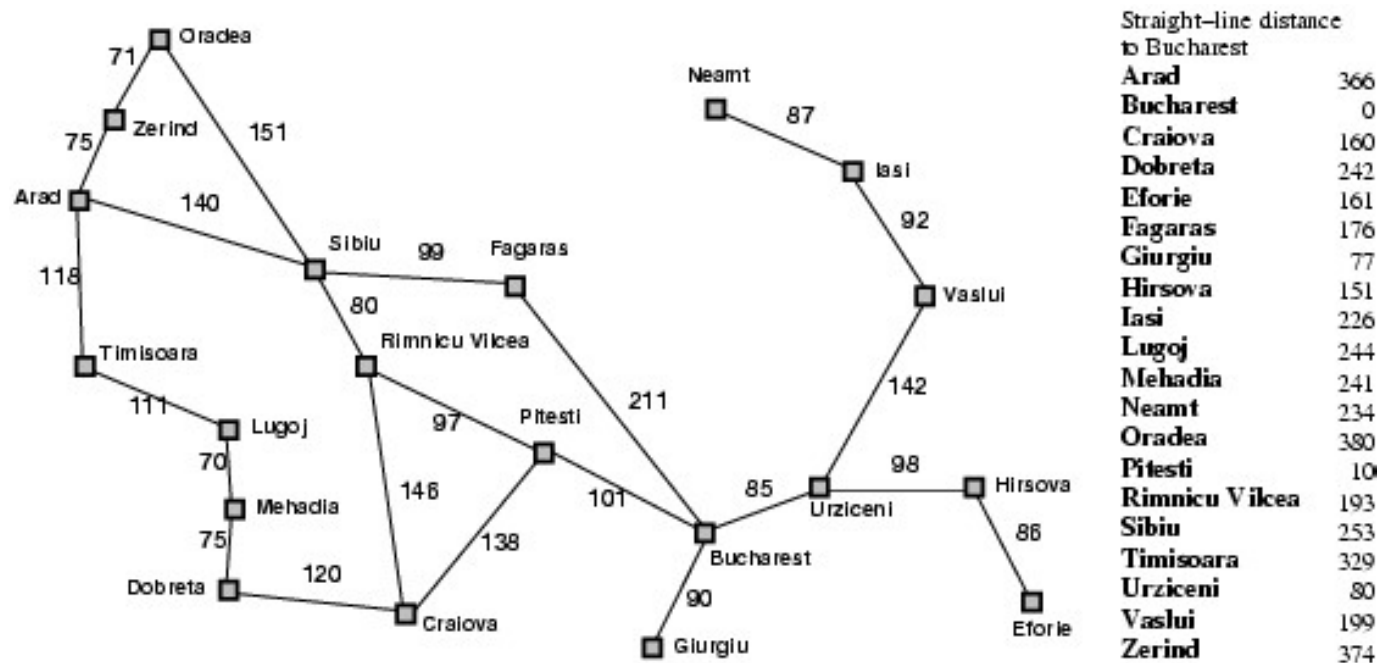 Oradea
71
Neamt
87
Zerind
151
75
Iasi
Arad
140
92
Sibiu
99
Fagaras
118
80
Vaslui
Rimnicu Vilcea
Timisoara
142
111
211
Pitesti
97
Lugoj
70
98
Hirsova
146
101
85
Urziceni
Mehadia
86
75
138
Bucharest
120
Dobreta
90
Craiova
Eforie
Giurgiu
Straight-line distance
to Bucharest
Arad 366
Bucharest 0
Craiova 160
Dobreta 242
Eforie 161
Fagaras 176
Giurgiu 77
Hirsova 151
Iasi 226
Lugoj 244
Mehadia 241
Neamt 234
Oradea 380
Pitesti
Rimnicu Vilcea 193
Sibiu 253
Timisoara 329
Urziceni 80
Vaslui 199
Zerind 374